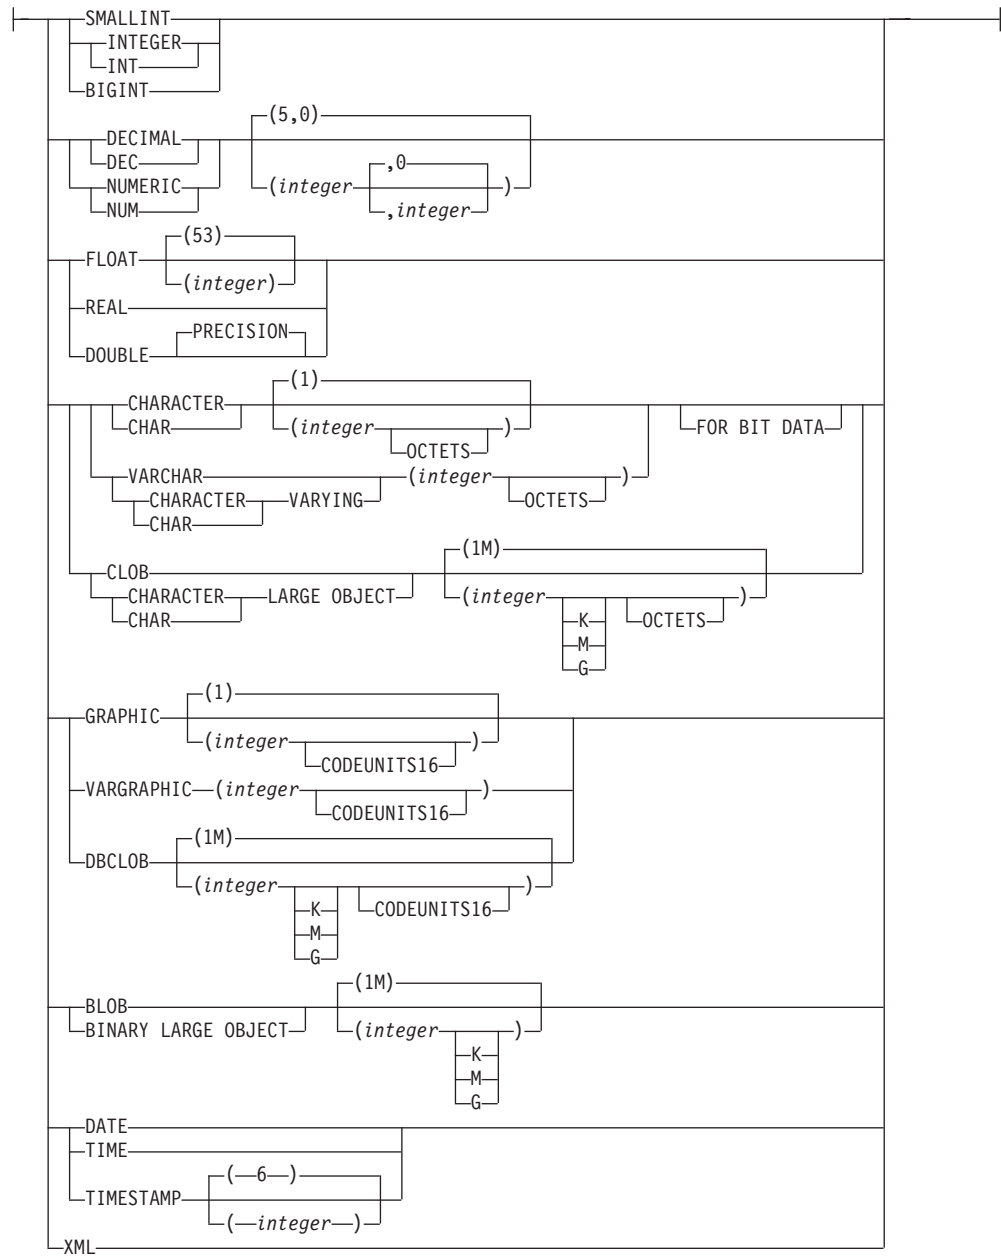 SMALLINT
INTEGER
INT
BIGINT
(5,0)
DECIMAL
DEC
,0
NUMERIC
(integer )
NUM
,integer
(53)
FLOAT
(integer)
REAL
PRECISION
DOUBLE
(1)
CHARACTER
CHAR
(integer )
FOR BIT DATA
OCTETS
VARCHAR
(integer )
CHARACTER VARYING
OCTETS
CHAR
(1M)
CLOB
CHARACTER LARGE OBJECT
(integer )
CHAR
K
OCTETS
M
G
(1)
GRAPHIC
(integer )
CODEUNITS16
VARGRAPHIC (integer )
CODEUNITS16
(1M)
DBCLOB
(integer )
K
CODEUNITS16
M
G
(1M)
BLOB
BINARY LARGE OBJECT
(integer )
K
M
G
DATE
TIME
( 6 )
TIMESTAMP
( integer )
XML